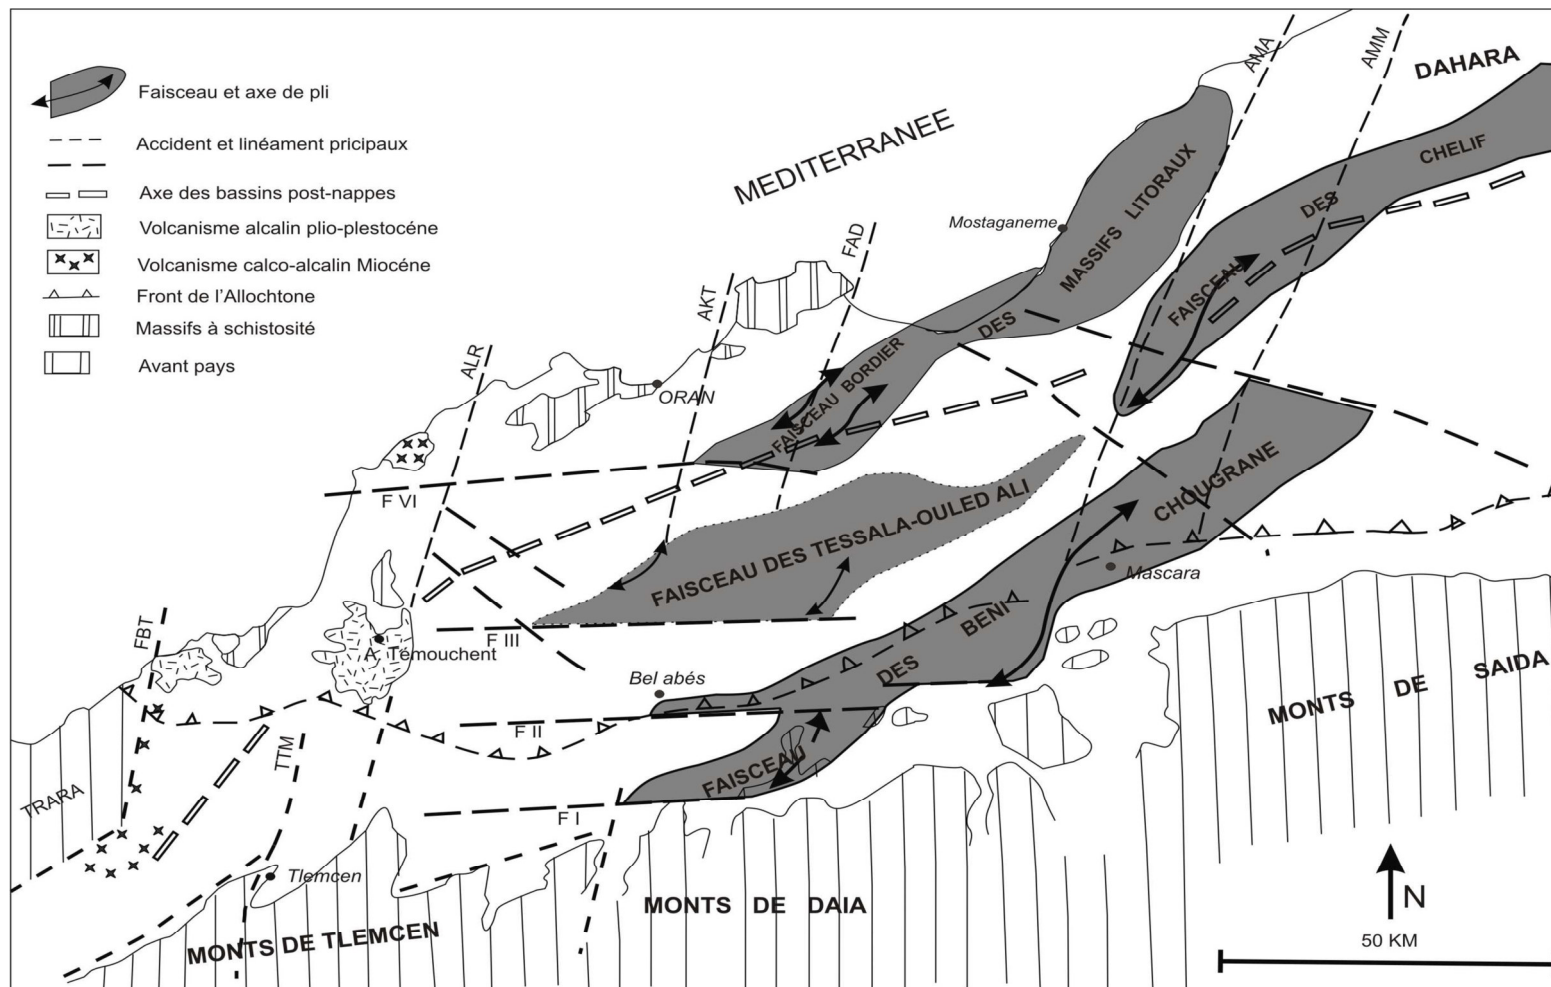 Faisceau et axe de pli
Accident et linéament pricipaux
Axe des bassins post-nappes
Volcanisme alcalin plio-plestocéne
Volcanisme calco-alcalin Miocéne
Front de l'Allochtone
Massifs à schistosité
Avant pays
MEDITERRANEE
AMA
AMM
DAHARA
FAISCEAU DES CHELIF
Mostaganeme
FAISCEAU BORDIER DES MASSIFS LITORAUX
FAD
AKT
ALR
ORAN
F VI
FAISCEAU DES TESSALA-OULED ALI
FAISCEAU DES BENI CHOUGRANE
Mascara
FBT
A. Témouchent
F III
Bel abés
F II
TTM
TRARA
F I
Tlemcen
MONTS DE TLEMCEN
MONTS DE DAIA
MONTS DE SAIDA
N
50 KM